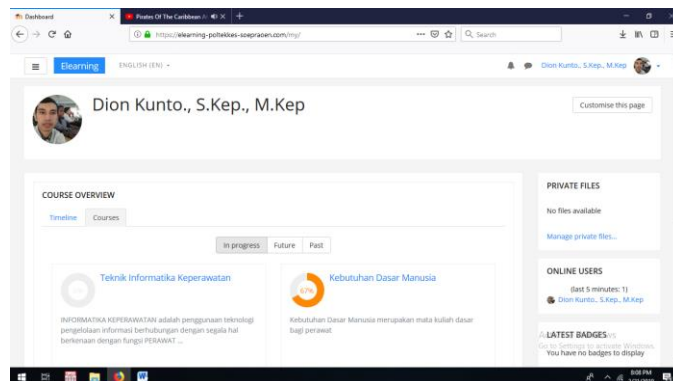 Dashboard
Pirates Of The Caribbean
https://elearning-poltekkes-soepraoen.com/my/
Search
Elearning
ENGLISH (EN)
Dion Kunto., S.Kep., M.Kep
Dion Kunto., S.Kep., M.Kep
Customise this page
COURSE OVERVIEW
Timeline
Courses
In progress
Future
Past
Teknik Informatika Keperawatan
INFORMATIKA KEPERAWATAN adalah penggunaan teknologi
pengelolaan informasi berhubungan dengan segala hal
berkenaan dengan fungsi PERAWAT ...
67%
Kebutuhan Dasar Manusia
Kebutuhan Dasar Manusia merupakan mata kuliah dasar
bagi perawat
PRIVATE FILES
No files available
Manage private files...
ONLINE USERS
(last 5 minutes: 1)
Dion Kunto., S.Kep., M.Kep
LATEST BADGES
Go to Settings to activate Windows.
You have no badges to display
5:08 PM